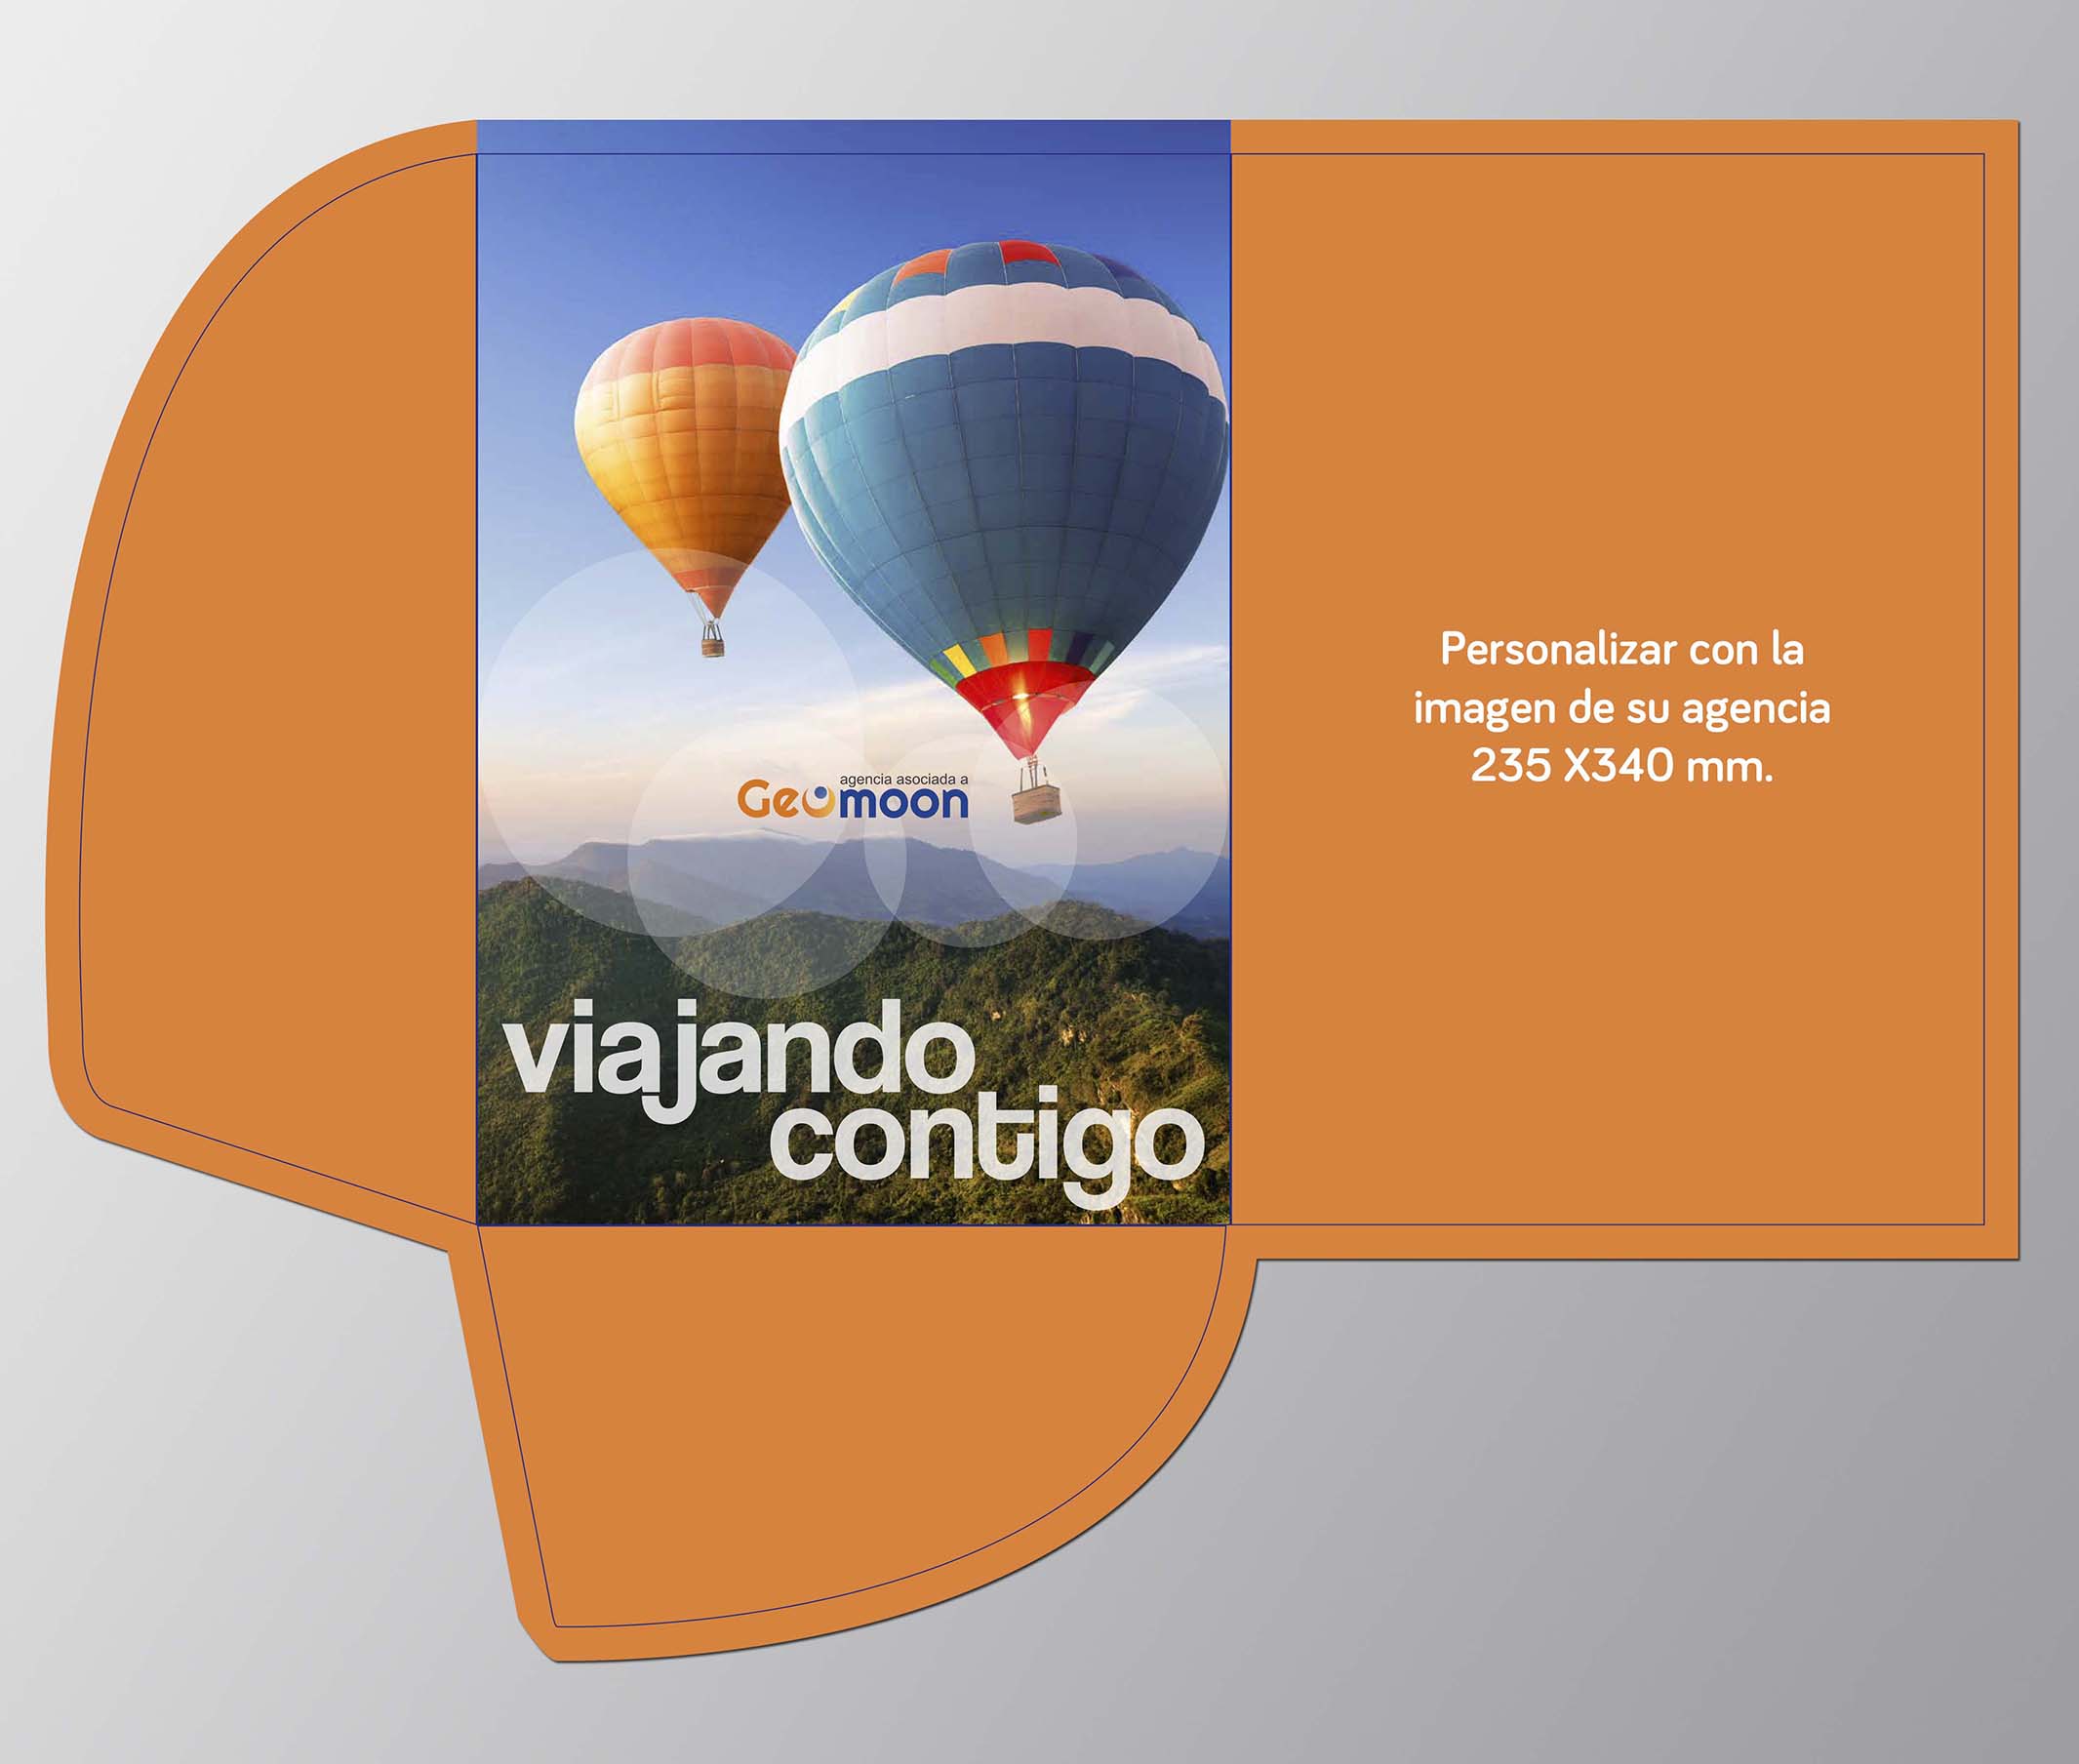 agencia asociada a
Geomoon
viajando
contigo
Personalizar con la
imagen de su agencia
235 X340 mm.